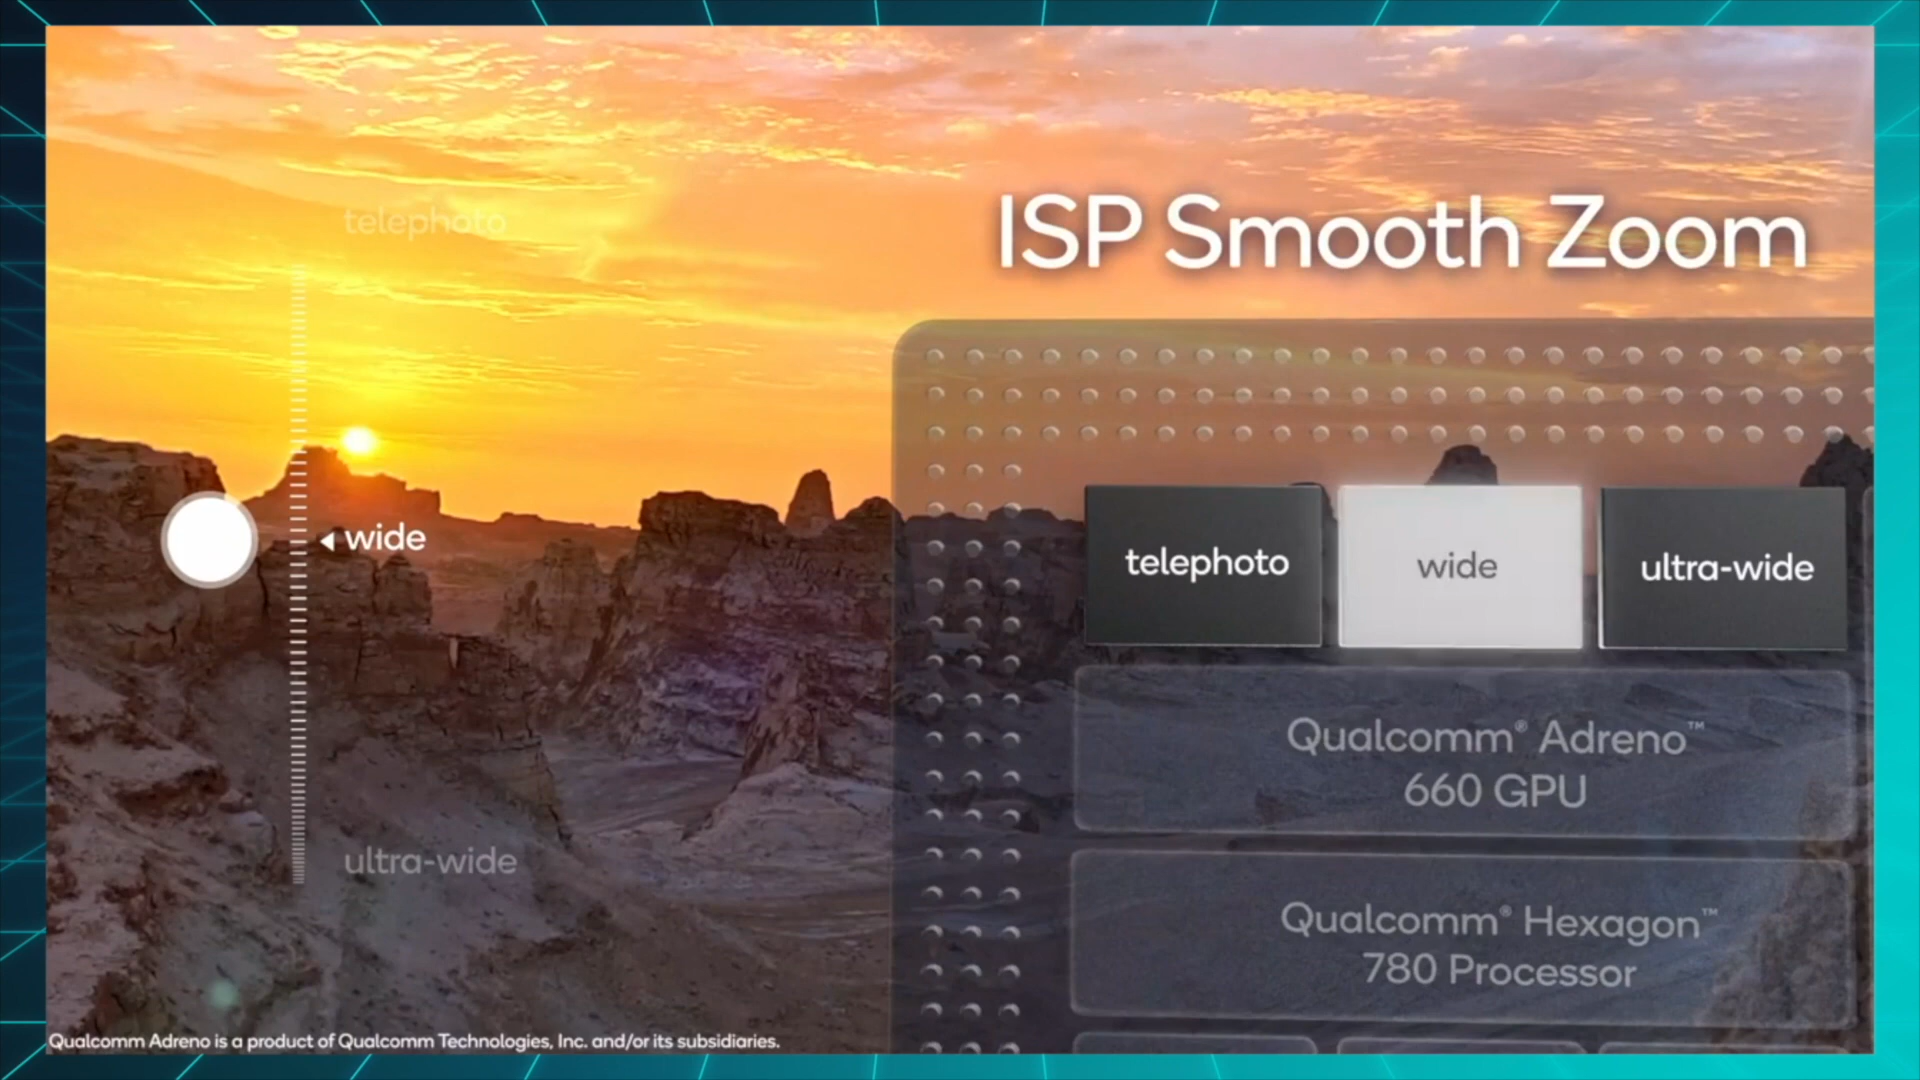 ISP Smooth Zoom
telephoto
wide
ultra-wide
telephoto
wide
ultra-wide
Qualcomm® Adreno™
660 GPU
Qualcomm® Hexagon™
780 Processor
Qualcomm Adreno is a product of Qualcomm Technologies, Inc. and/or its subsidiaries.